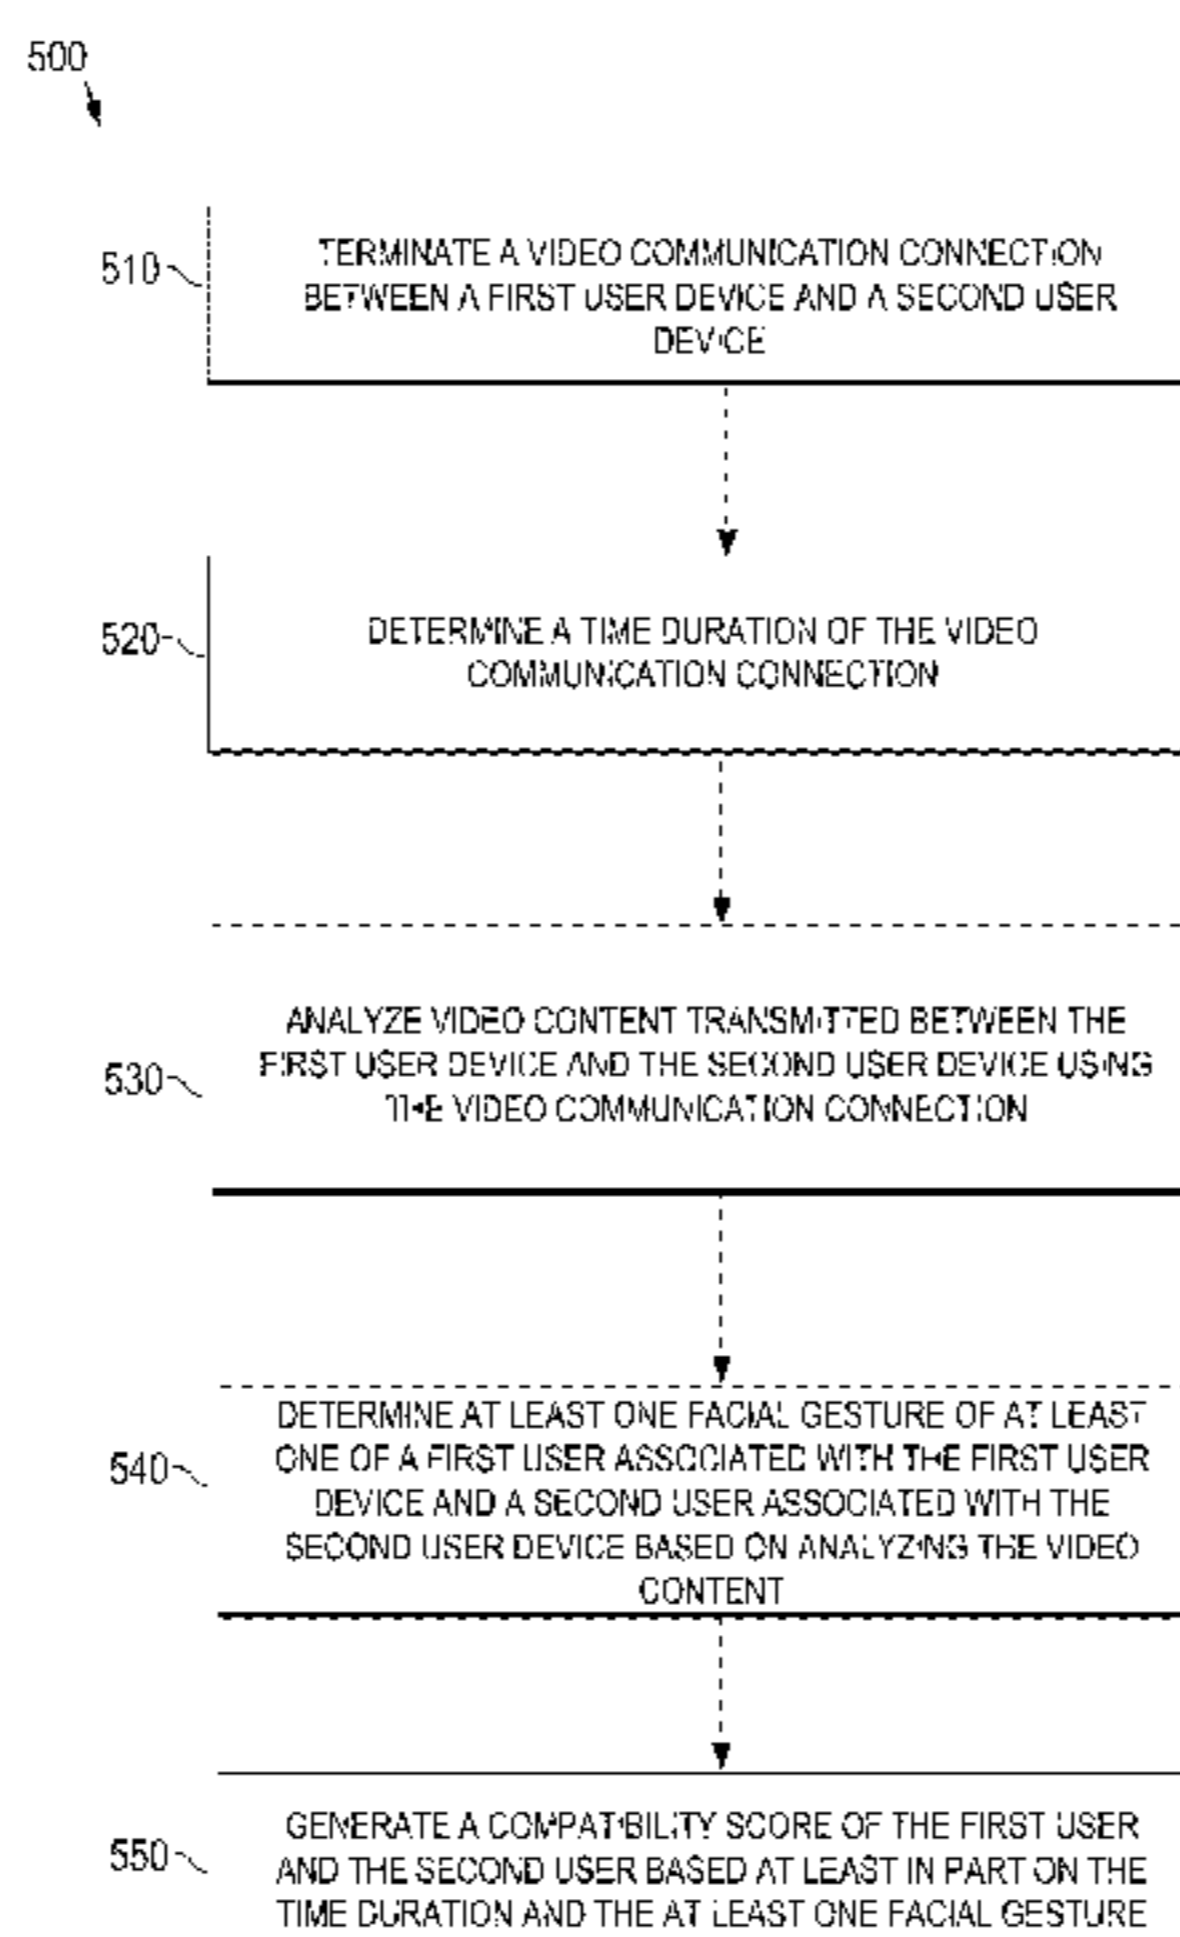 500
510
TERMINATE A VIDEO COMMUNICATION CONNECTION
BETWEEN A FIRST USER DEVICE AND A SECOND USER
DEVICE
520
DETERMINE A TIME DURATION OF THE VIDEO
COMMUNICATION CONNECTION
530
ANALYZE VIDEO CONTENT TRANSMITTED BETWEEN THE
FIRST USER DEVICE AND THE SECOND USER DEVICE USING
THE VIDEO COMMUNICATION CONNECTION
540
DETERMINE AT LEAST ONE FACIAL GESTURE OF AT LEAST
ONE OF A FIRST USER ASSOCIATED WITH THE FIRST USER
DEVICE AND A SECOND USER ASSOCIATED WITH THE
SECOND USER DEVICE BASED ON ANALYZING THE VIDEO
CONTENT
550
GENERATE A COMPATIBILITY SCORE OF THE FIRST USER
AND THE SECOND USER BASED AT LEAST IN PART ON THE
TIME DURATION AND THE AT LEAST ONE FACIAL GESTURE